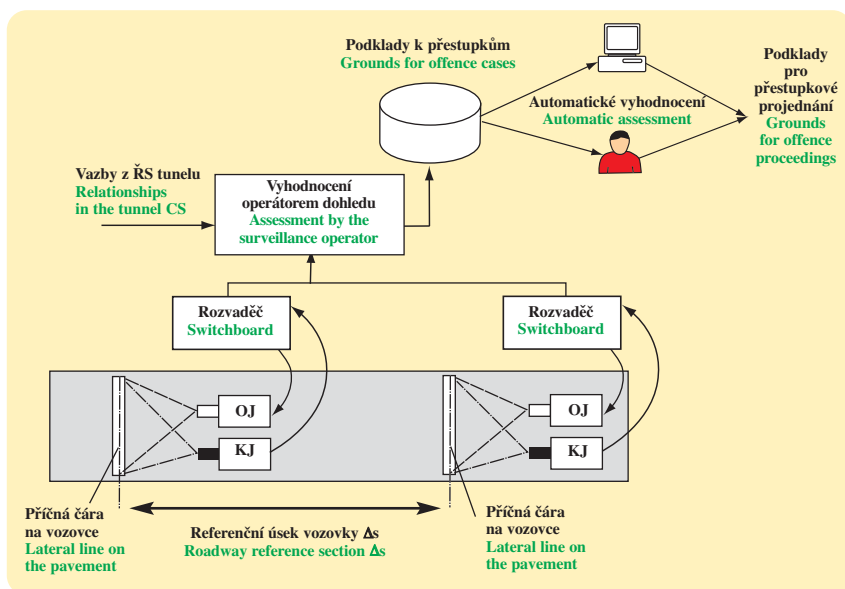 Podklady k přestupkům
Grounds for offence cases
Podklady
pro
přestupkové
projednání
Grounds
for offence
proceedings
Automatické vyhodnocení
Automatic assessment
Vazby z ŘS tunelu
Relationships
in the tunnel CS
Vyhodnocení
operátorem dohledu
Assessment by the
surveillance operator
Rozvaděč
Switchboard
Rozvaděč
Switchboard
OJ
KJ
OJ
KJ
Příčná čára
na vozovce
Lateral line on
the pavement
Referenční úsek vozovky Δs
Roadway reference section Δs
Příčná čára
na vozovce
Lateral line on
the pavement